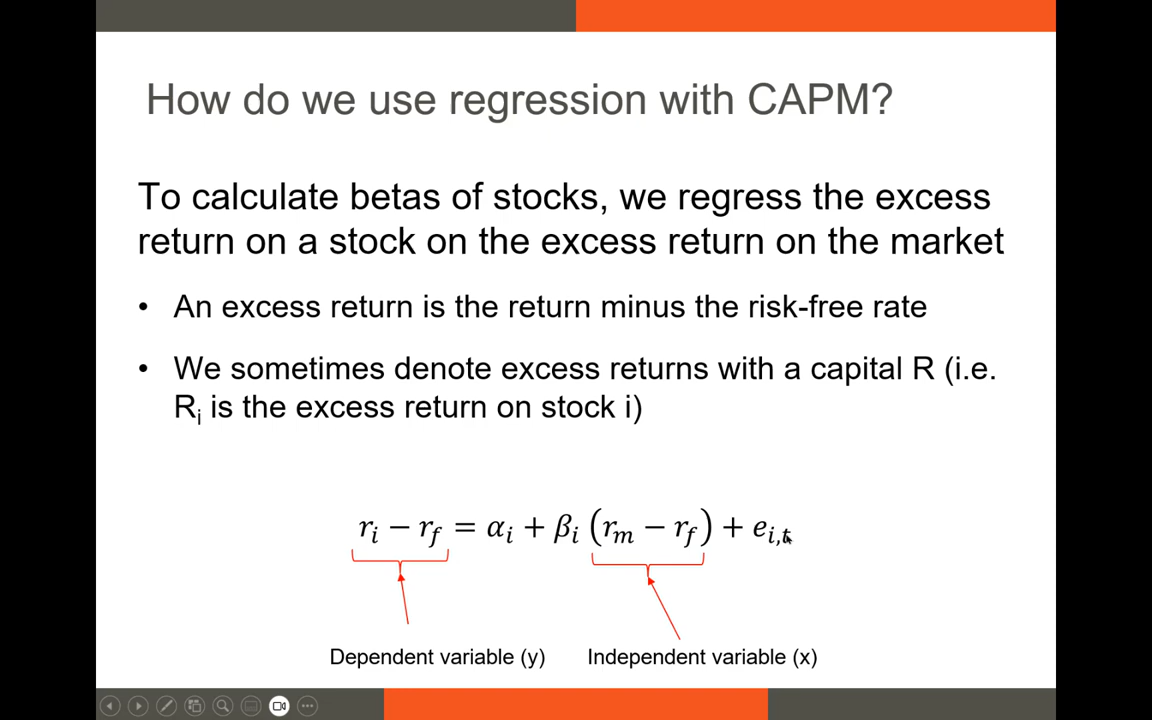 How do we use regression with CAPM?
To calculate betas of stocks, we regress the excess
return on a stock on the excess return on the market
• An excess return is the return minus the risk-free rate
• We sometimes denote excess returns with a capital R (i.e.
Rᵢ is the excess return on stock i)
𝑟ᵢ − 𝑟_f = αᵢ + βᵢ (𝑟ₘ − 𝑟_f) + 𝑒_{i,t}
Dependent variable (y)
Independent variable (x)